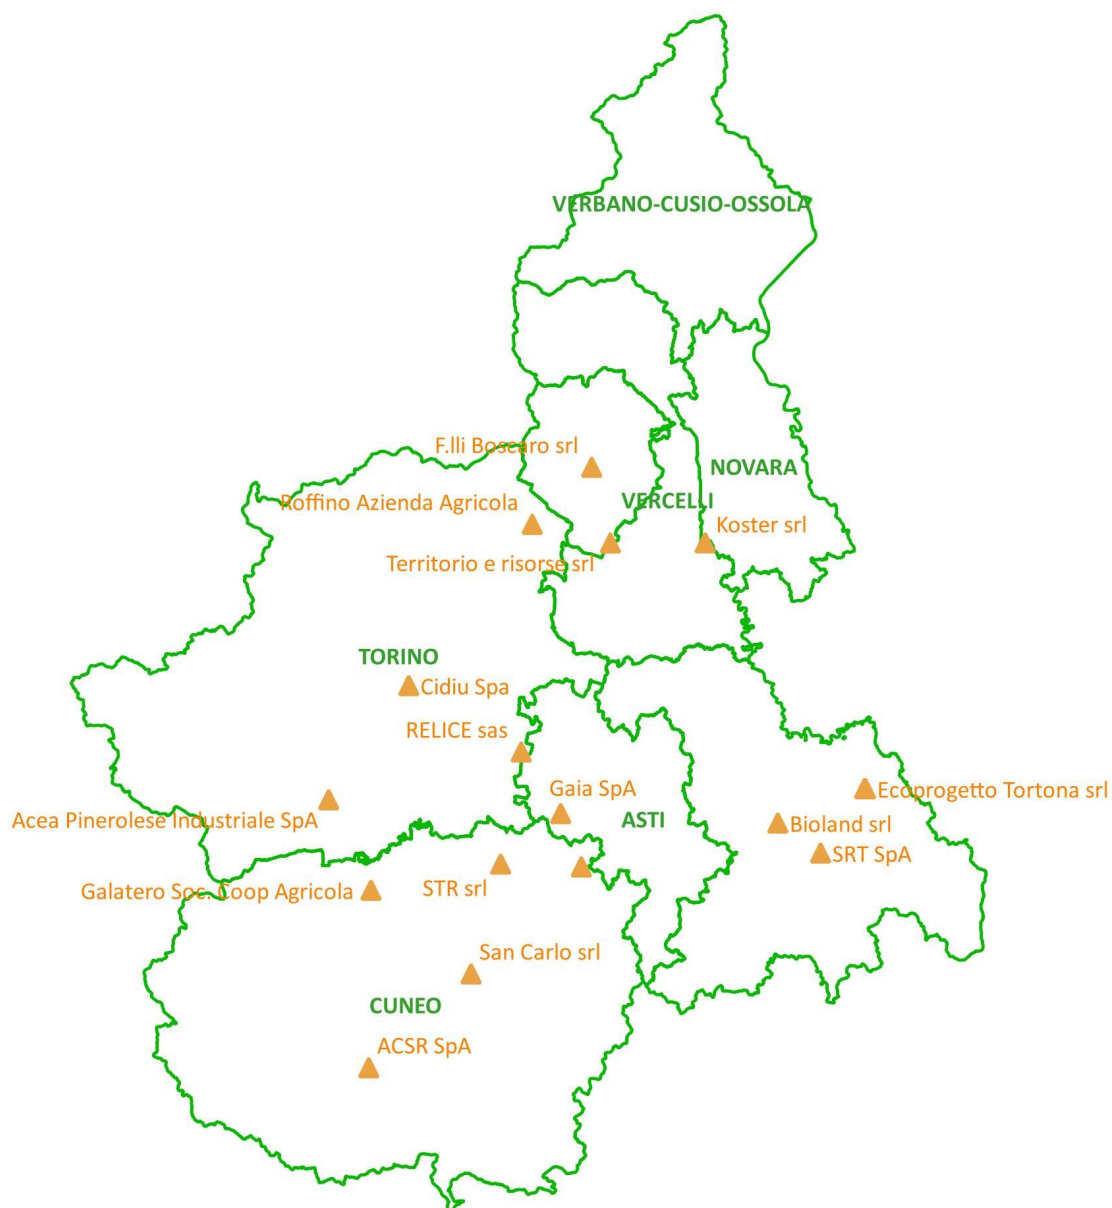 VERBANO-CUSIO-OSSOLA
F.lli Boscaro srl
NOVARA
Roffino Azienda Agricola
VERCELLI
Koster srl
Territorio e risorse srl
TORINO
Cidiu Spa
RELICE sas
Gaia SpA
Ecoprogetto Tortona srl
Acea Pinerolese Industriale SpA
ASTI
Bioland srl
SRT SpA
Galatero Soc. Coop Agricola
STR srl
San Carlo srl
CUNEO
ACSR SpA